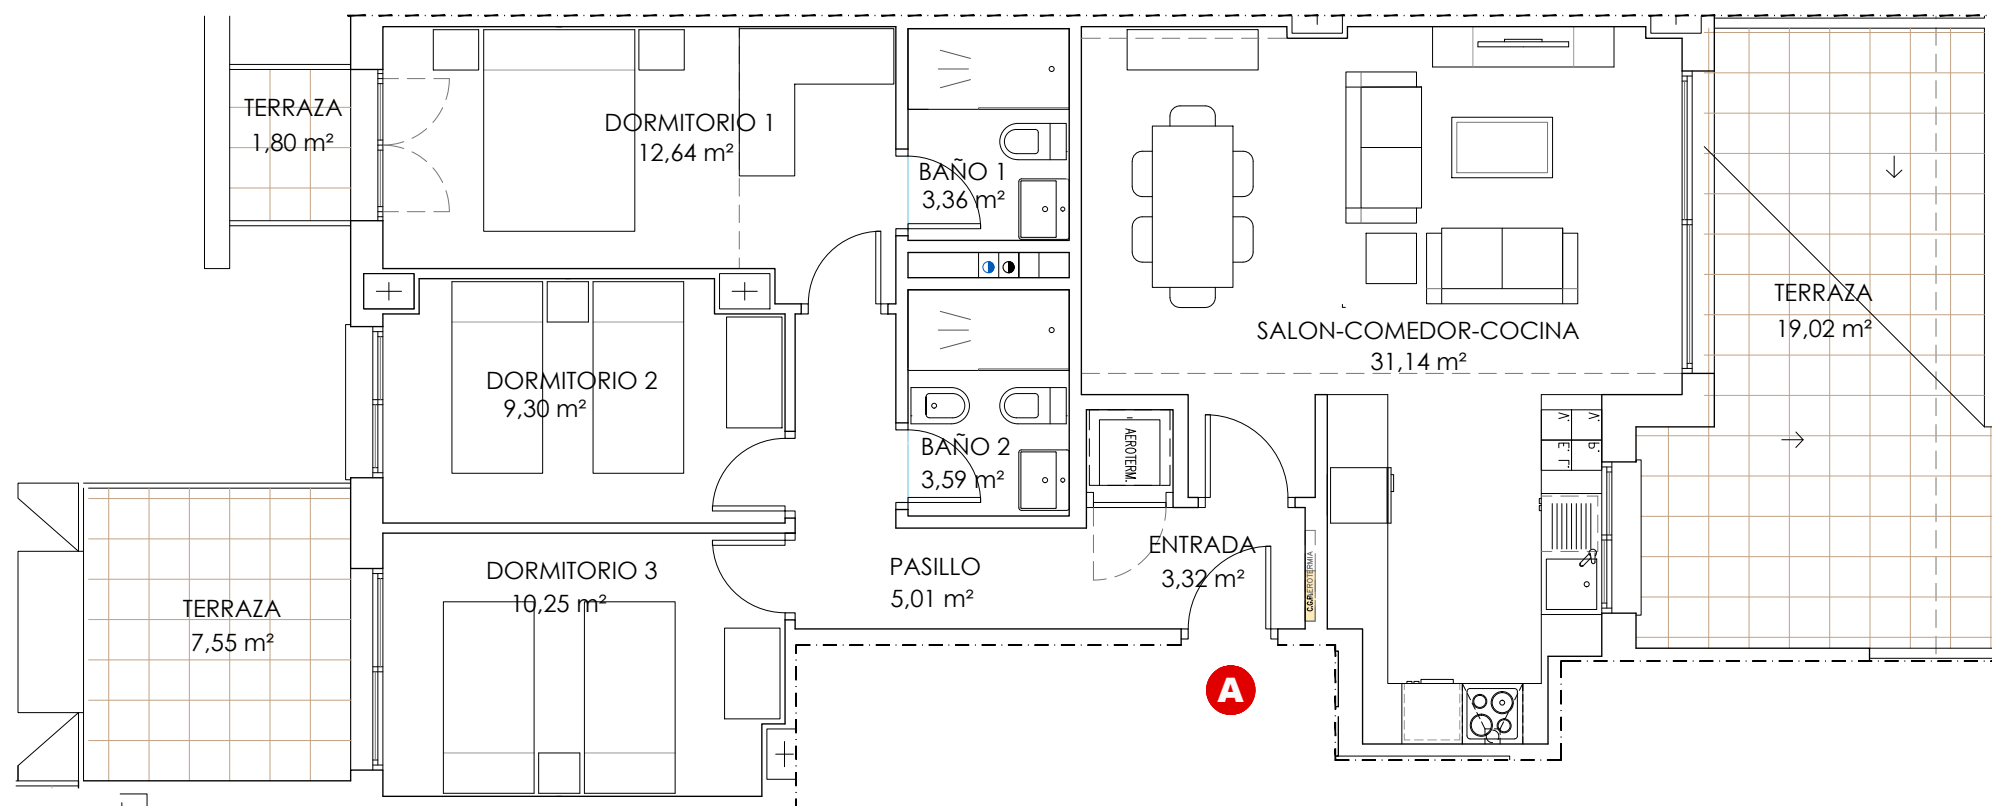 TERRAZA
1,80 m²
DORMITORIO 1
12,64 m²
BAÑO 1
3,36 m²
SALON-COMEDOR-COCINA
31,14 m²
TERRAZA
19,02 m²
DORMITORIO 2
9,30 m²
BAÑO 2
3,59 m²
AEROTERM.
ENTRADA
3,32 m²
PASILLO
5,01 m²
DORMITORIO 3
10,25 m²
TERRAZA
7,55 m²
A